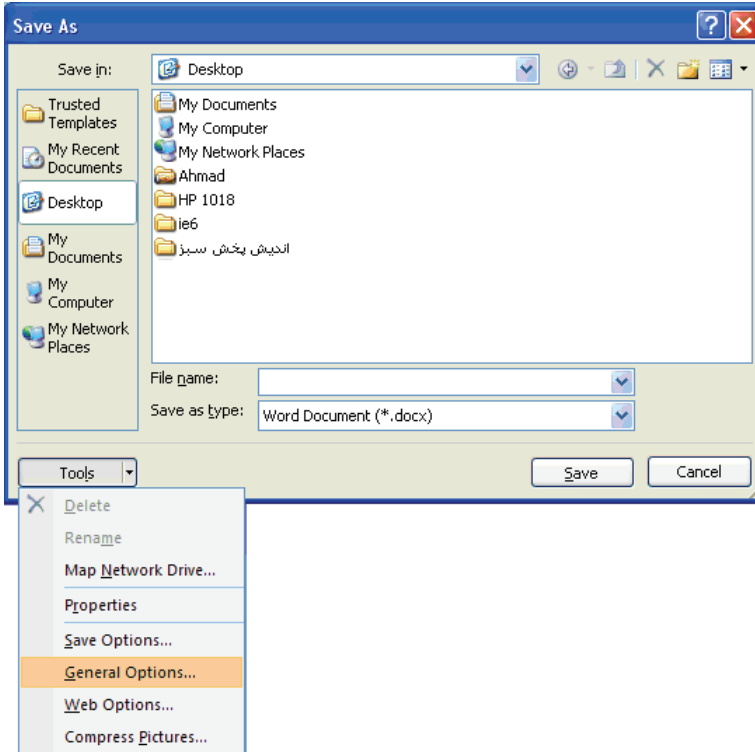 Save As
Save in:
Desktop
Trusted
Templates
My Recent
Documents
Desktop
My
Documents
My
Computer
My Network
Places
My Documents
My Computer
My Network Places
Ahmad
HP 1018
ie6
اندیش پخش سبز
File name:
Save as type:
Word Document (*.docx)
Tools
Save
Cancel
Delete
Rename
Map Network Drive...
Properties
Save Options...
General Options...
Web Options...
Compress Pictures...